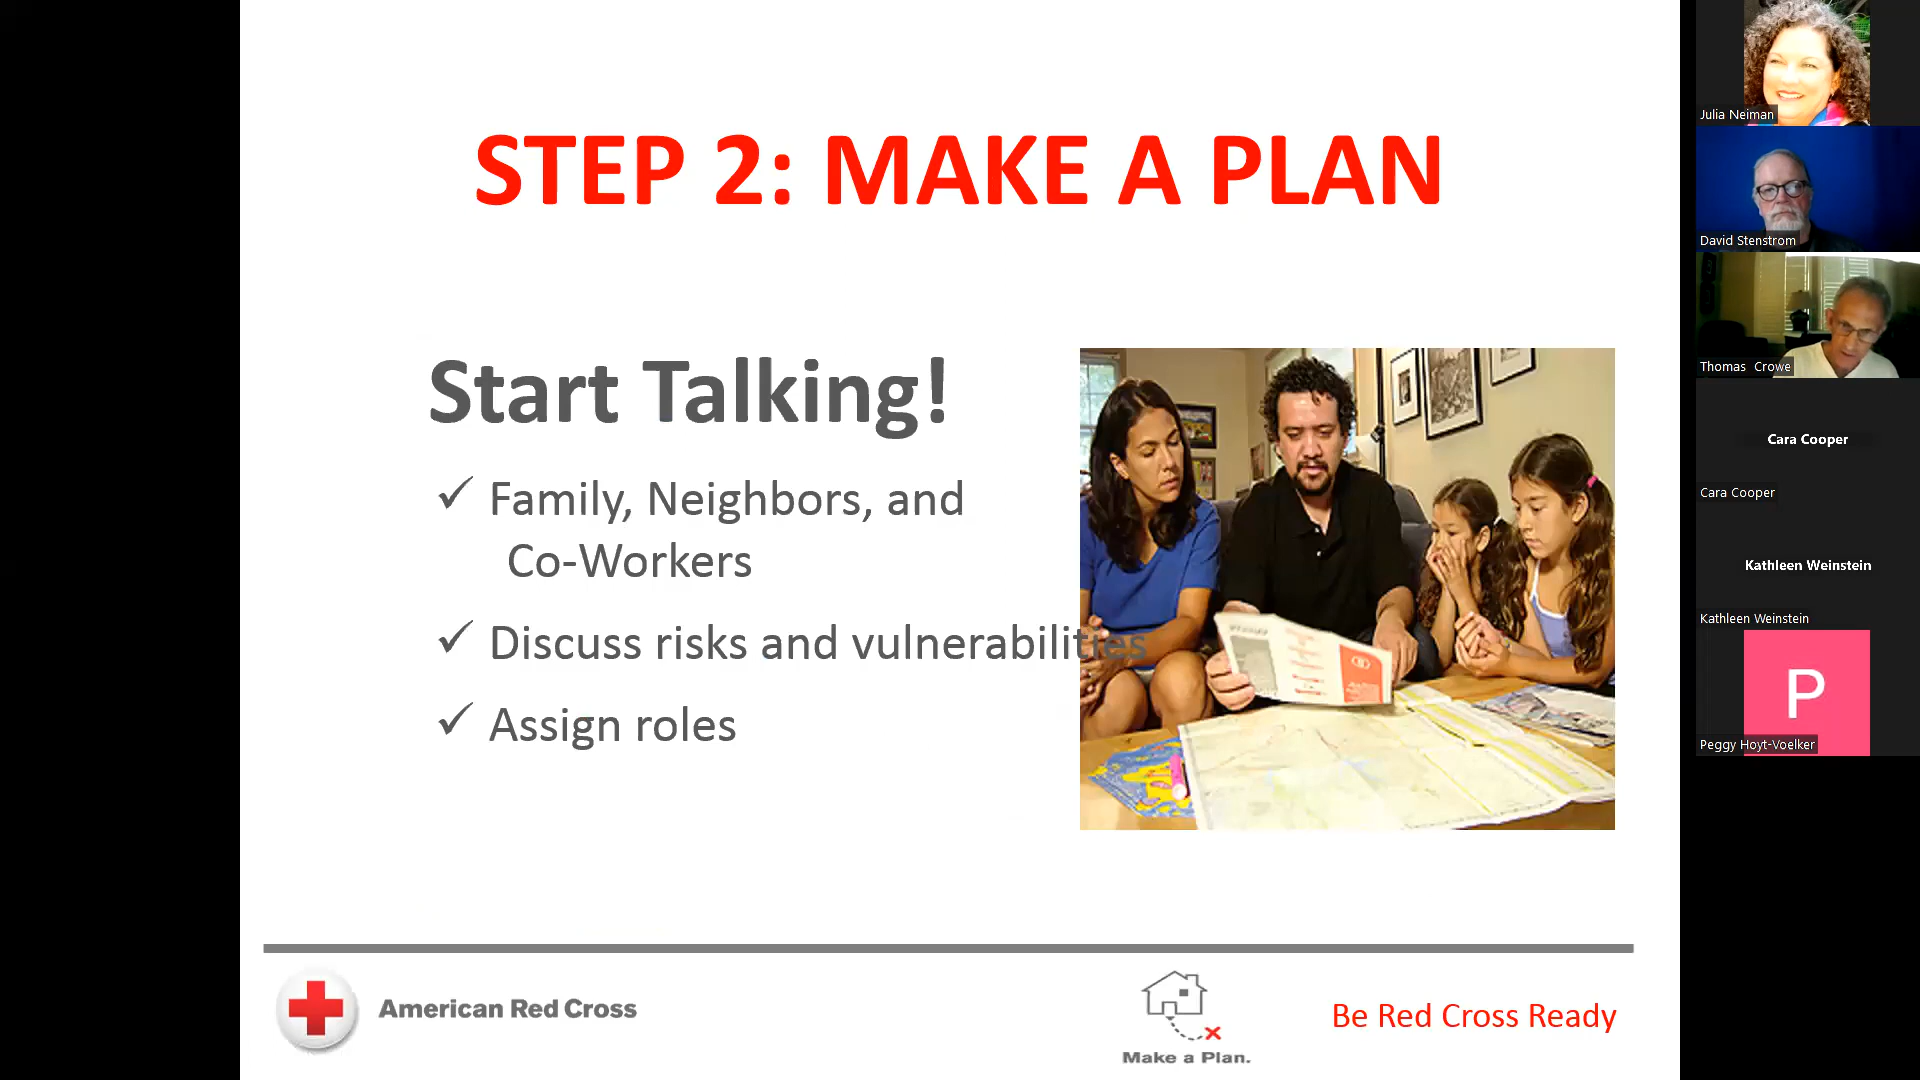 STEP 2: MAKE A PLAN
Start Talking!
✓ Family, Neighbors, and
Co-Workers
✓ Discuss risks and vulnerabilities
✓ Assign roles
American Red Cross
Make a Plan.
Be Red Cross Ready
Julia Neiman
David Stenstrom
Thomas Crowe
Cara Cooper
Cara Cooper
Kathleen Weinstein
Kathleen Weinstein
P
Peggy Hoyt-Voelker